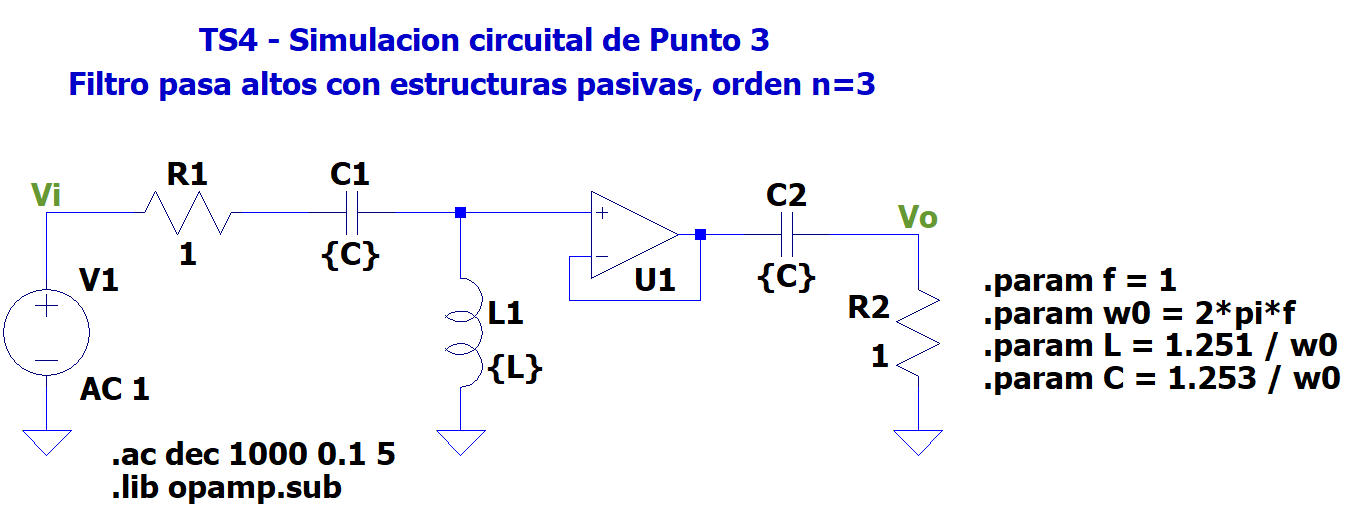 TS4 - Simulacion circuital de Punto 3
Filtro pasa altos con estructuras pasivas, orden n=3
Vi
R1
1
C1
{C}
V1
AC 1
L1
{L}
U1
C2
{C}
Vo
R2
1
.param f = 1
.param w0 = 2*pi*f
.param L = 1.251 / w0
.param C = 1.253 / w0
.ac dec 1000 0.1 5
.lib opamp.sub